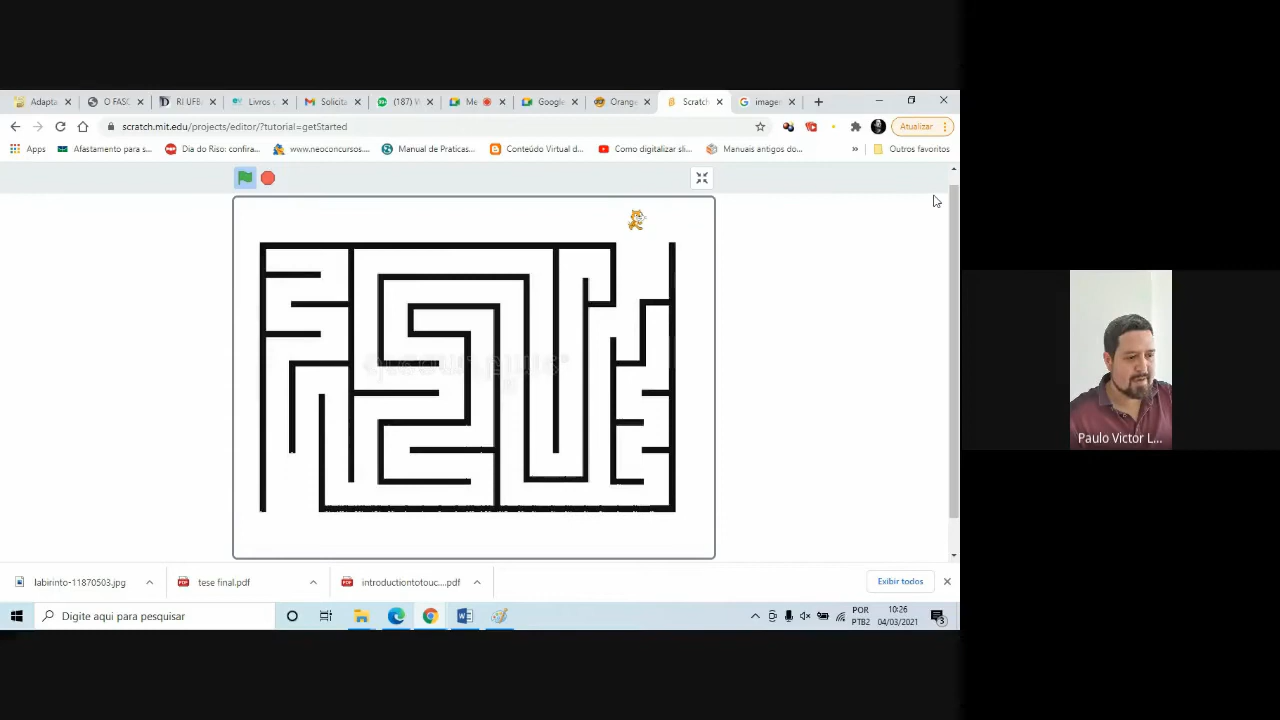 Adapta
O FASC
RI UFB
Livros
Solicita
(187) W
Me
Google
Orange
Scratch
imagen
scratch.mit.edu/projects/editor/?tutorial=getStarted
Atualizar
Apps
Afastamento para s...
Dia do Riso: confira...
www.neoconcursos....
Manual de Praticas...
Conteúdo Virtual d...
Como digitalizar sli...
Manuais antigos do...
»
Outros favoritos
Paulo Victor L...
labirinto-11870503.jpg
tese final.pdf
introductiontotouc....pdf
Exibir todos
Digite aqui para pesquisar
POR
PTB2
10:26
04/03/2021
3